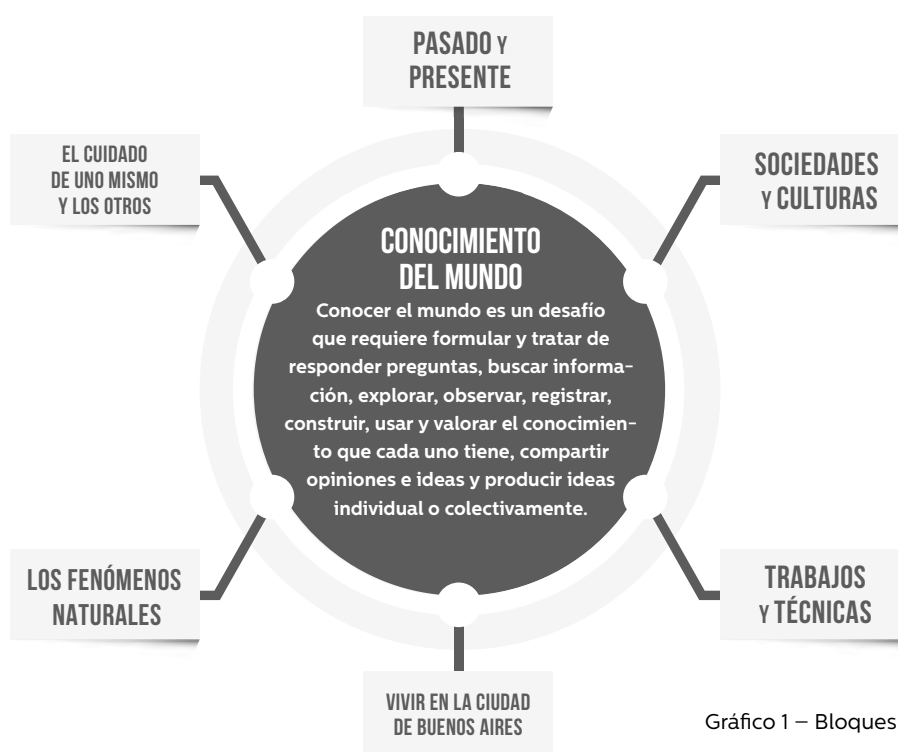 PASADO Y
PRESENTE
EL CUIDADO
DE UNO MISMO
Y LOS OTROS
SOCIEDADES
Y CULTURAS
CONOCIMIENTO
DEL MUNDO
Conocer el mundo es un desafío
que requiere formular y tratar de
responder preguntas, buscar informa-
ción, explorar, observar, registrar,
construir, usar y valorar el conocimien-
to que cada uno tiene, compartir
opiniones e ideas y producir ideas
individual o colectivamente.
LOS FENÓMENOS
NATURALES
TRABAJOS
Y TÉCNICAS
VIVIR EN LA CIUDAD
DE BUENOS AIRES
Gráfico 1 – Bloques